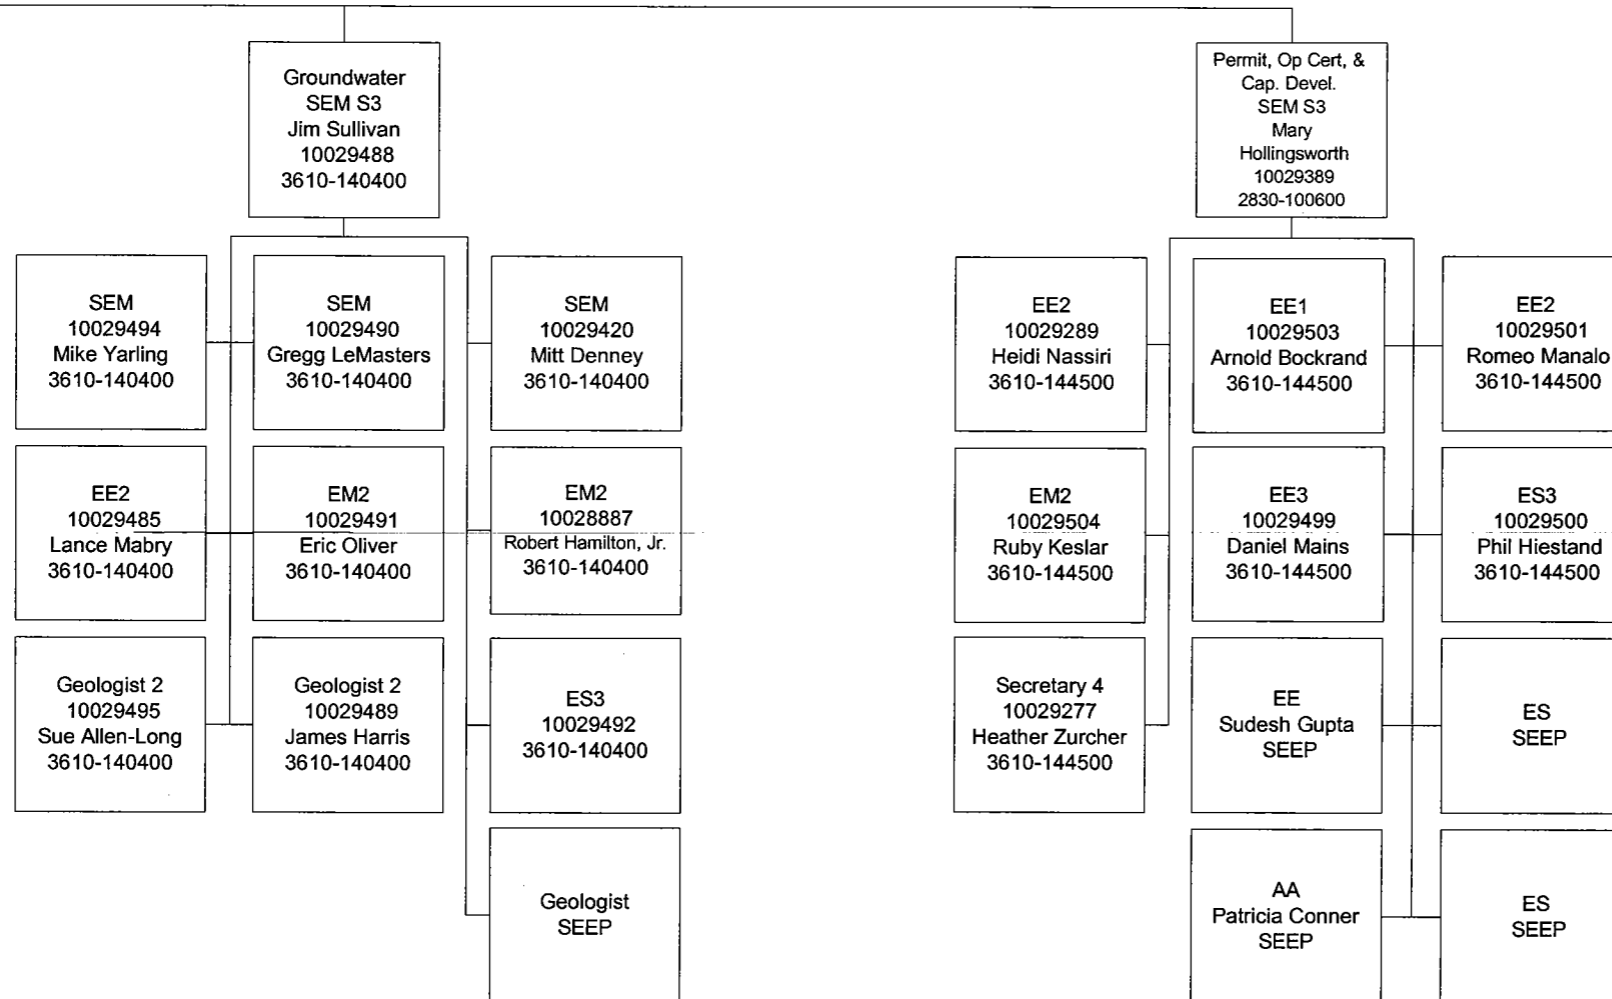 Groundwater
SEM S3
Jim Sullivan
10029488
3610-140400
Permit, Op Cert, &
Cap. Devel.
SEM S3
Mary
Hollingsworth
10029389
2830-100600
SEM
10029494
Mike Yarling
3610-140400
SEM
10029490
Gregg LeMasters
3610-140400
SEM
10029420
Mitt Denney
3610-140400
EE2
10029289
Heidi Nassiri
3610-144500
EE1
10029503
Arnold Bockrand
3610-144500
EE2
10029501
Romeo Manalo
3610-144500
EE2
10029485
Lance Mabry
3610-140400
EM2
10029491
Eric Oliver
3610-140400
EM2
10028887
Robert Hamilton, Jr.
3610-140400
EM2
10029504
Ruby Keslar
3610-144500
EE3
10029499
Daniel Mains
3610-144500
ES3
10029500
Phil Hiestand
3610-144500
Geologist 2
10029495
Sue Allen-Long
3610-140400
Geologist 2
10029489
James Harris
3610-140400
ES3
10029492
3610-140400
Secretary 4
10029277
Heather Zurcher
3610-144500
EE
Sudesh Gupta
SEEP
ES
SEEP
Geologist
SEEP
AA
Patricia Conner
SEEP
ES
SEEP